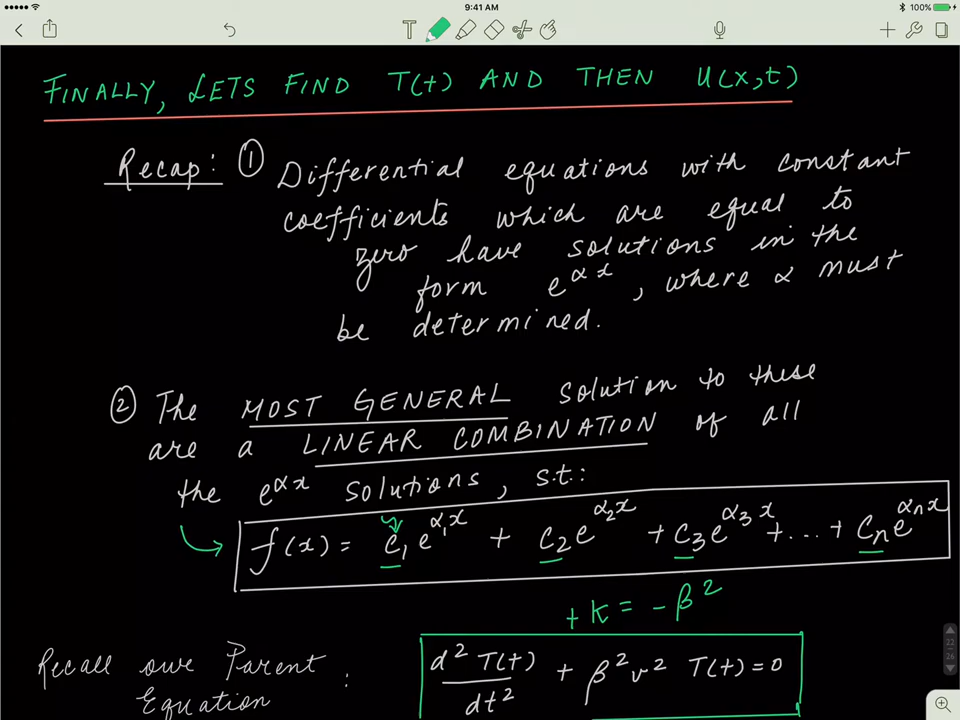 9:41 AM
100%
T
FINALLY, LETS FIND T(t) AND THEN U(x,t)
Recap: ① Differential equations with constant
coefficients which are equal to
zero have solutions in the
form e^{αx}, where α must
be determined.
② The MOST GENERAL solution to these
are a LINEAR COMBINATION of all
the e^{αx} solutions, s.t:
f(x) = c₁e^{α₁x} + c₂e^{α₂x} + c₃e^{α₃x} + ... + cₙe^{αₙx}
+K = -β²
Recall our Parent
Equation : d²T(t)/dt² + β²v² T(t) = 0